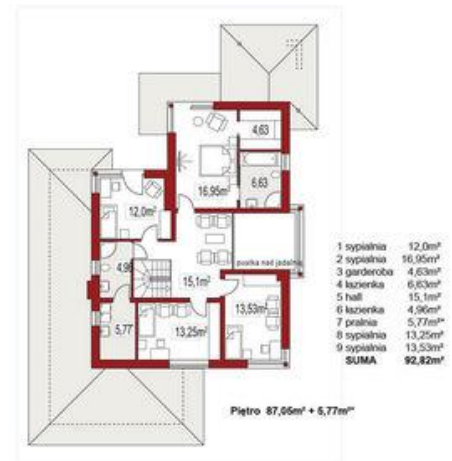 4,63
16,95m²
6,63
12,0m²
pustka nad jadalnią
4,96
15,1m²
13,53m²
5,77
13,25m²
1 sypialnia 12,0m²
2 sypialnia 16,95m²
3 garderoba 4,63m²
4 łazienka 6,63m²
5 hall 15,1m²
6 łazienka 4,96m²
7 pralnia 5,77m²*
8 sypialnia 13,25m²
9 sypialnia 13,53m²
SUMA 92,82m²
Piętro 87,05m² + 5,77m²*